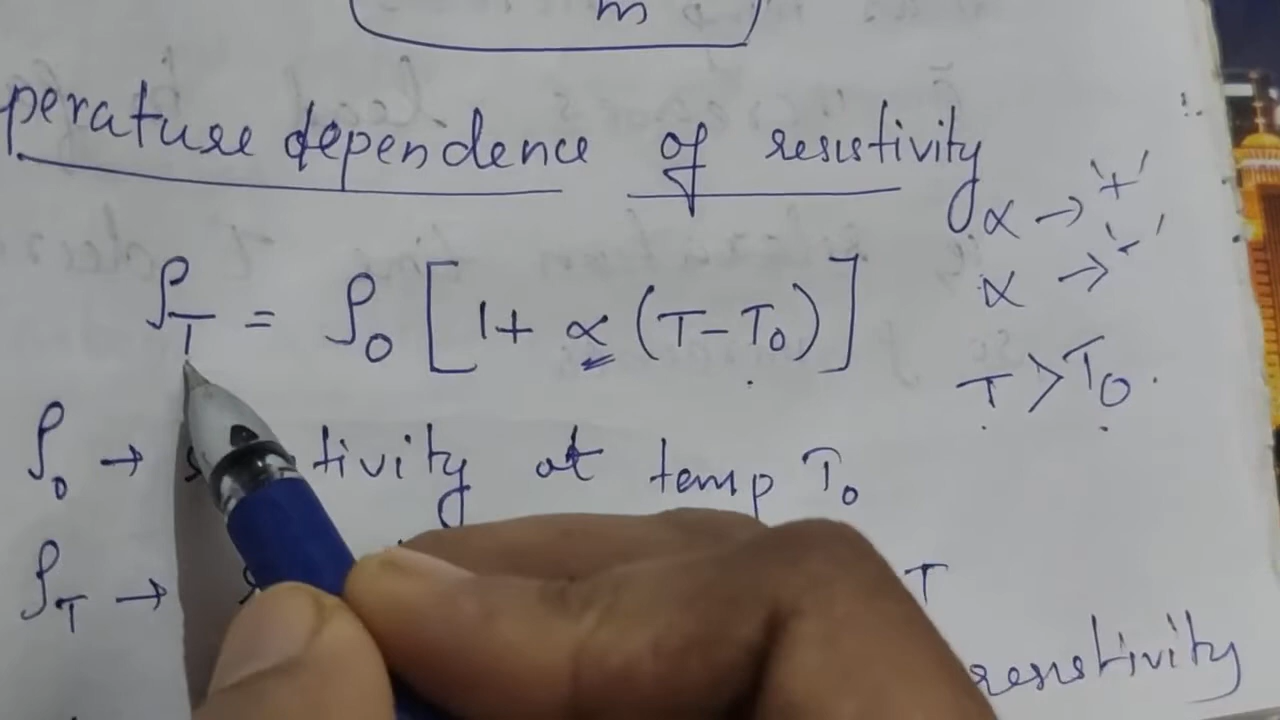 m
perature dependence of resistivity
α → '+'
α → '-'
ρT = ρ0 [1 + α (T - T0)]
T > T0
ρ0 → tivity at temp T0
ρT → T
resistivity